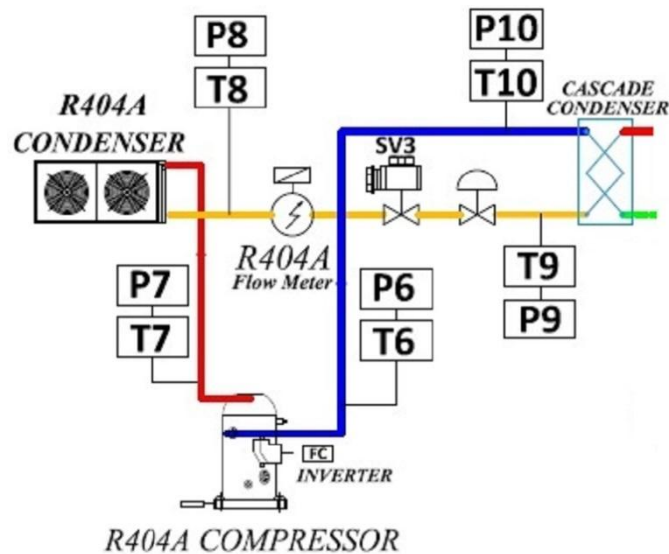 P8
T8
P10
T10
R404A
CONDENSER
CASCADE
CONDENSER
SV3
R404A
Flow Meter
P7
T7
P6
T6
T9
P9
FC
INVERTER
R404A COMPRESSOR